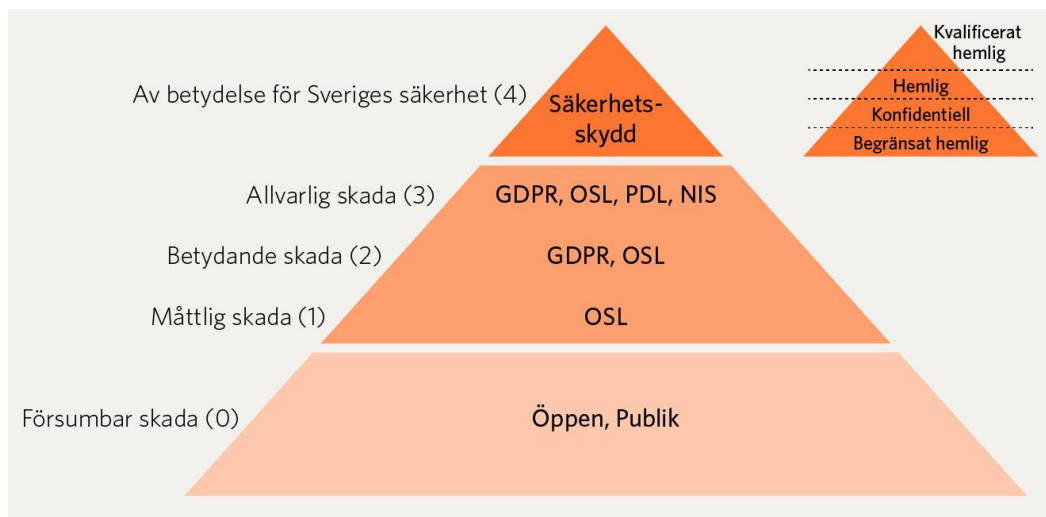 Av betydelse för Sveriges säkerhet (4)
Säkerhets-
skydd
Allvarlig skada (3)
GDPR, OSL, PDL, NIS
Betydande skada (2)
GDPR, OSL
Måttlig skada (1)
OSL
Försumbar skada (0)
Öppen, Publik
Kvalificerat
hemlig
Hemlig
Konfidentiell
Begränsat hemlig